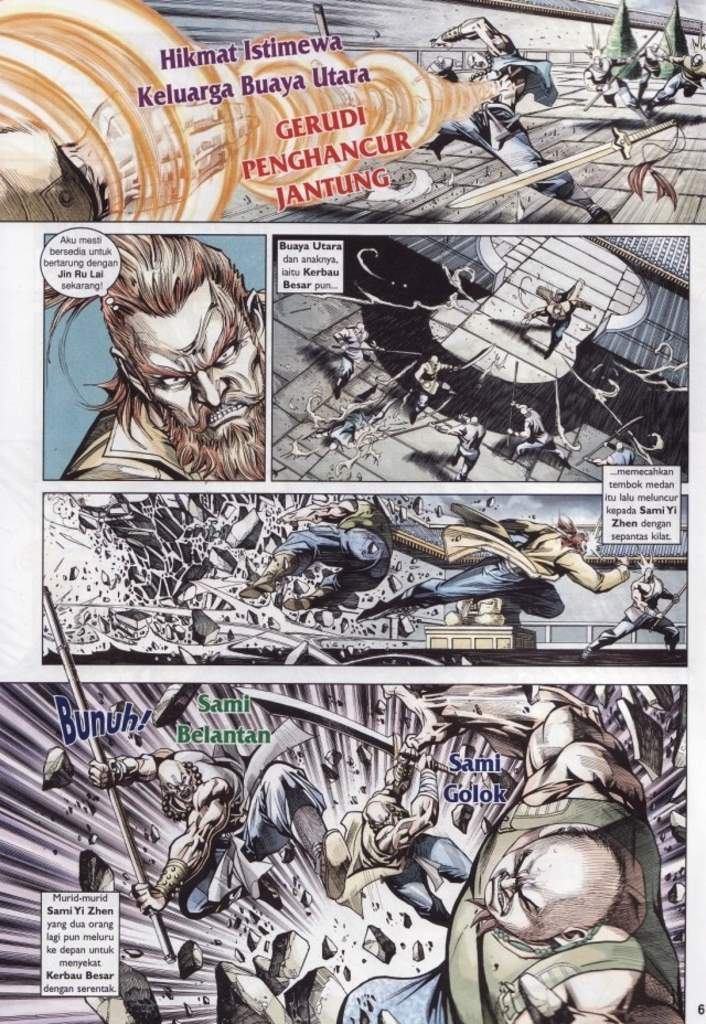 Hikmat Istimewa
Keluarga Buaya Utara
GERUDI
PENGHANCUR
JANTUNG
Aku mesti
bersedia untuk
bertarung dengan
Jin Ru Lai
sekarang!
Buaya Utara
dan anaknya,
iaitu Kerbau
Besar pun...
...memecahkan
tembok medan
itu lalu meluncur
kepada Sami Yi
Zhen dengan
sepantas kilat.
Bunuh!
Sami
Belantan
Sami
Golok
Murid-murid
Sami Yi Zhen
yang dua orang
lagi pun meluru
ke depan untuk
menyekat
Kerbau Besar
dengan serentak.
6